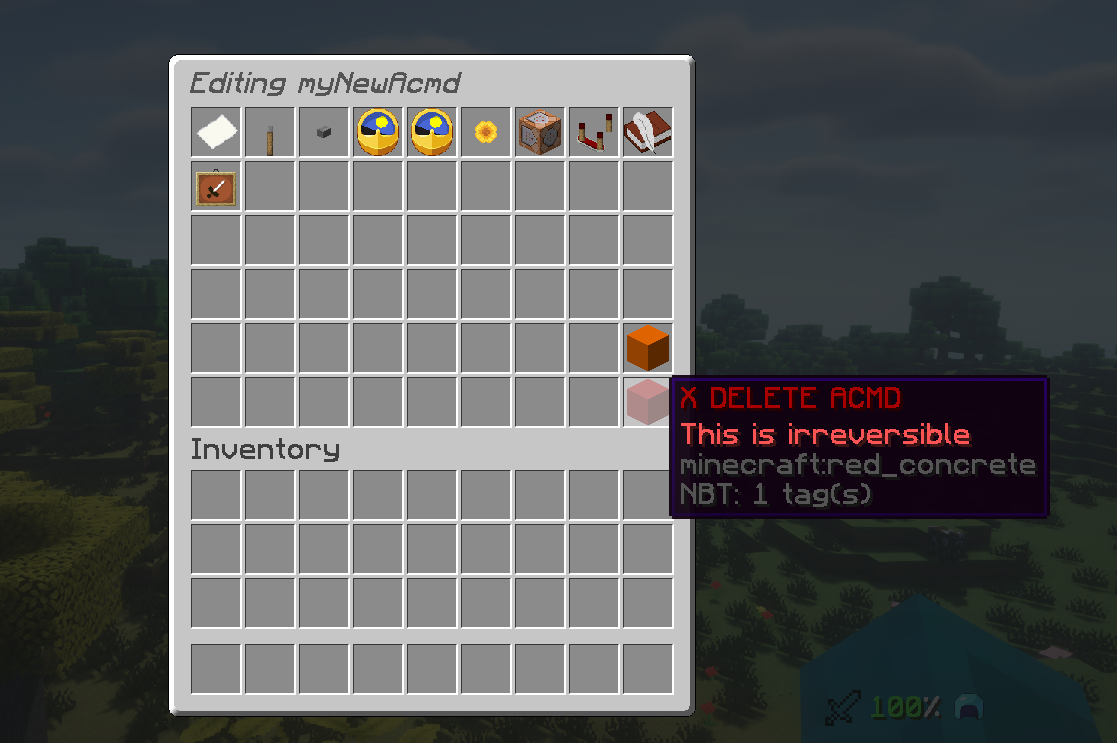 Editing myNewAcmd
X DELETE ACMD
This is irreversible
minecraft:red_concrete
NBT: 1 tag(s)
Inventory
100%